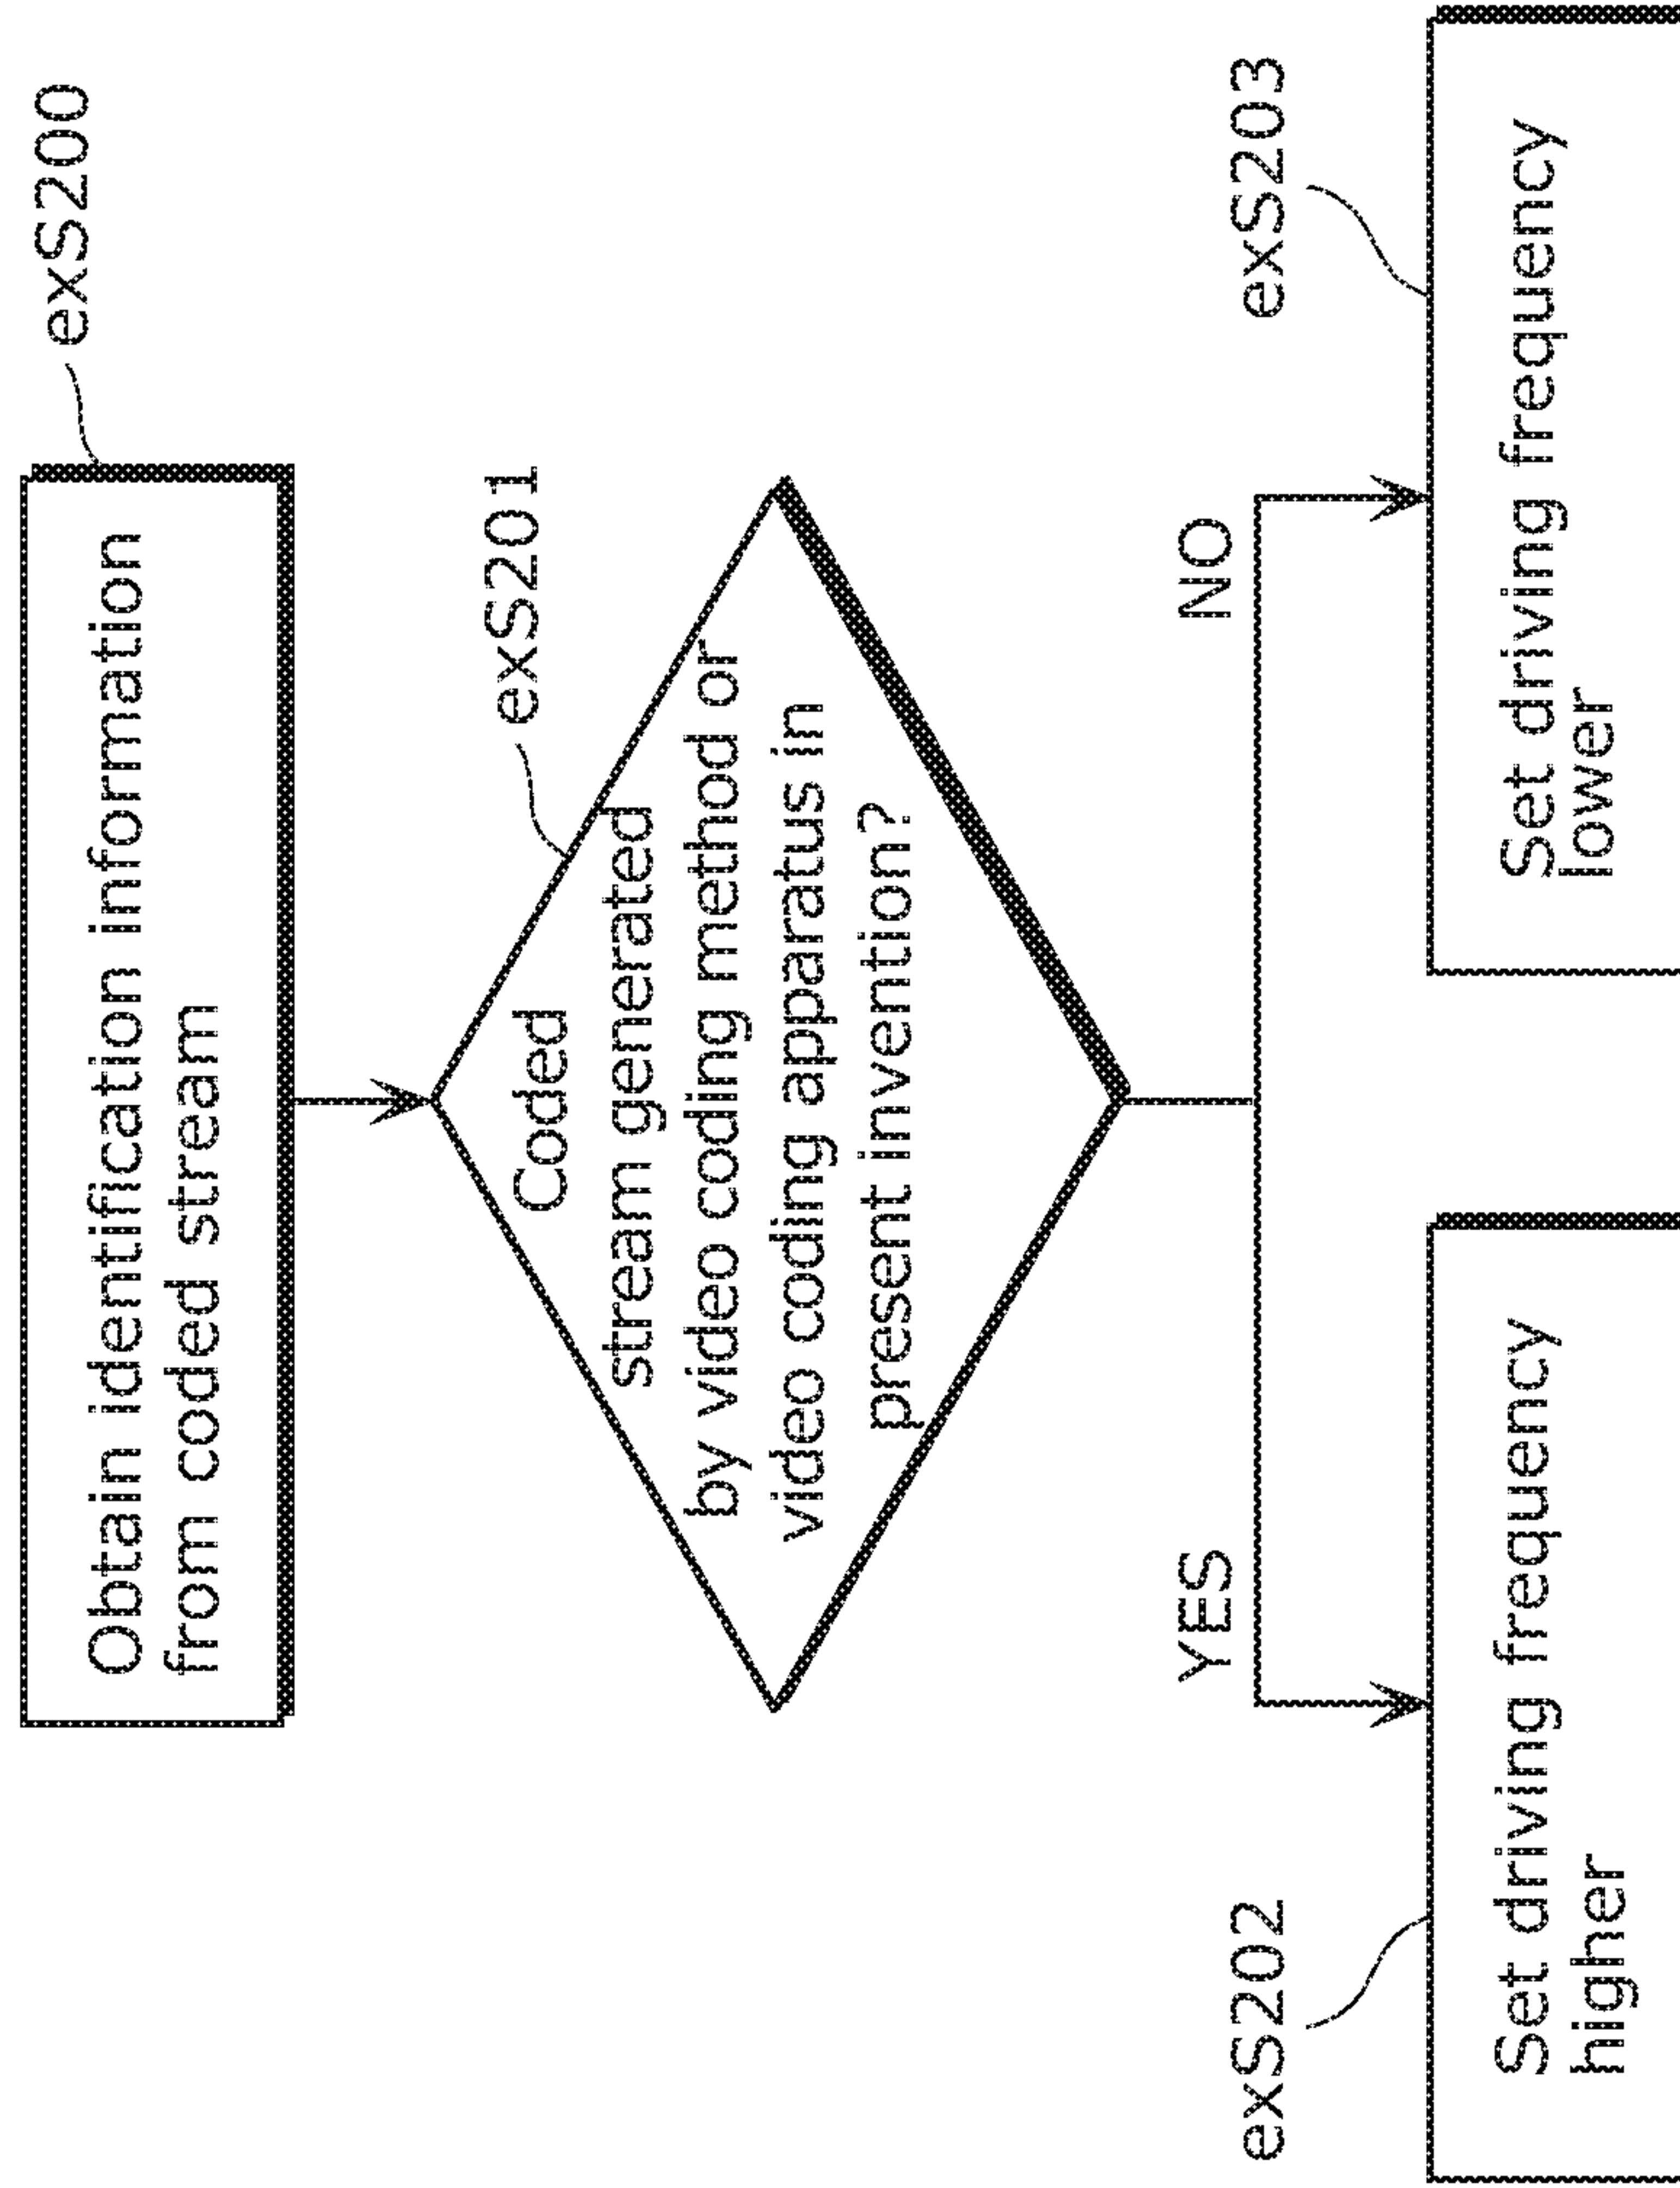 exS200
Obtain identification information
from coded stream
exS201
Coded
stream generated
by video coding method or
video coding apparatus in
present invention?
YES
NO
exS202
exS203
Set driving frequency
higher
Set driving frequency
lower